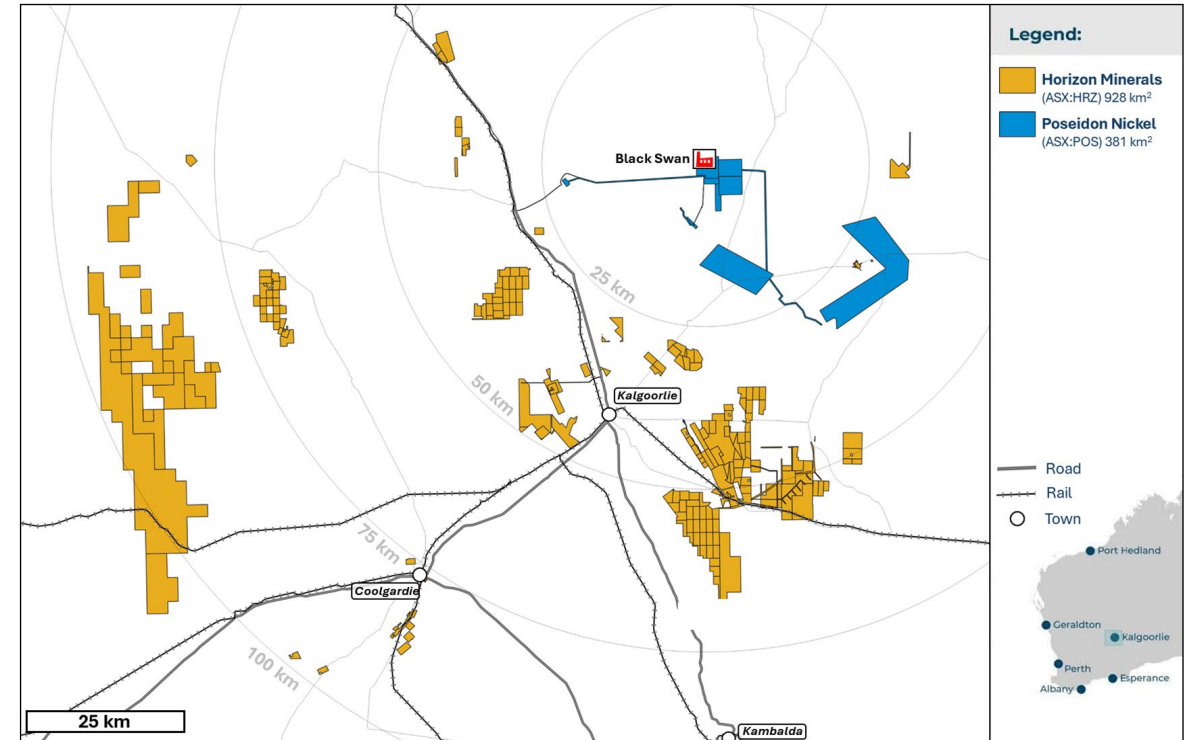 Legend:
Horizon Minerals
(ASX:HRZ) 928 km²
Poseidon Nickel
(ASX:POS) 381 km²
Black Swan
25 km
50 km
Kalgoorlie
75 km
Coolgardie
100 km
25 km
Kambalda
Road
Rail
Town
Port Hedland
Geraldton
Kalgoorlie
Perth
Esperance
Albany